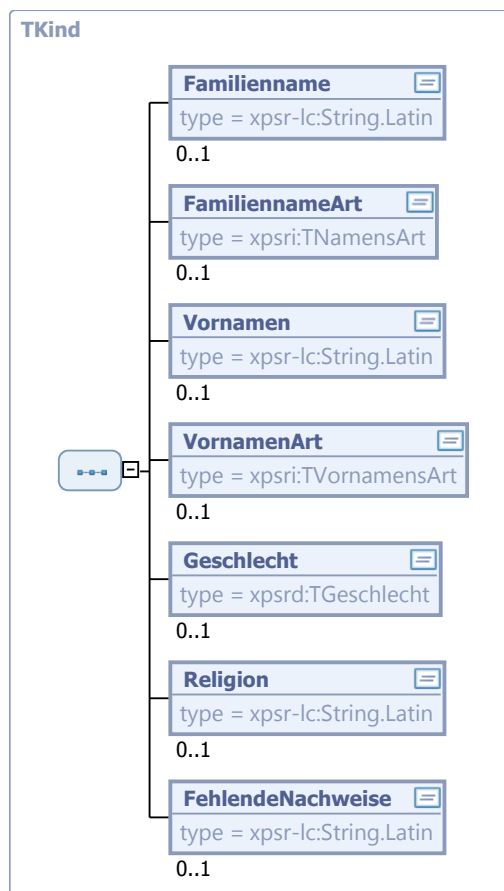 TKind
Familienname
type = xpsr-lc:String.Latin
0..1
FamiliennameArt
type = xpsri:TNamensArt
0..1
Vornamen
type = xpsr-lc:String.Latin
0..1
VornamenArt
type = xpsri:TVornamensArt
0..1
Geschlecht
type = xpsrd:TGeschlecht
0..1
Religion
type = xpsr-lc:String.Latin
0..1
FehlendeNachweise
type = xpsr-lc:String.Latin
0..1